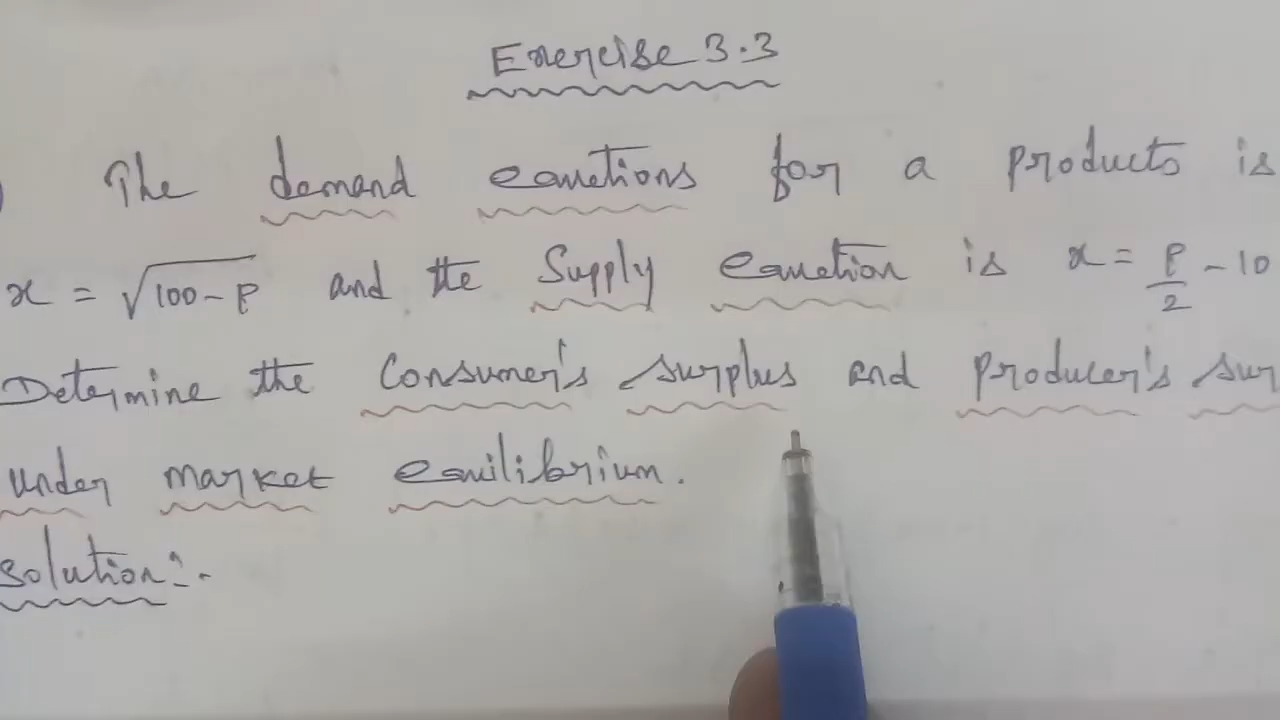 Exercise 3.3
) The demand equations for a products is
x = √100-p and the Supply equation is x = p/2 - 10
Determine the Consumer's surplus and producer's sur
under market equilibrium.
Solution:-